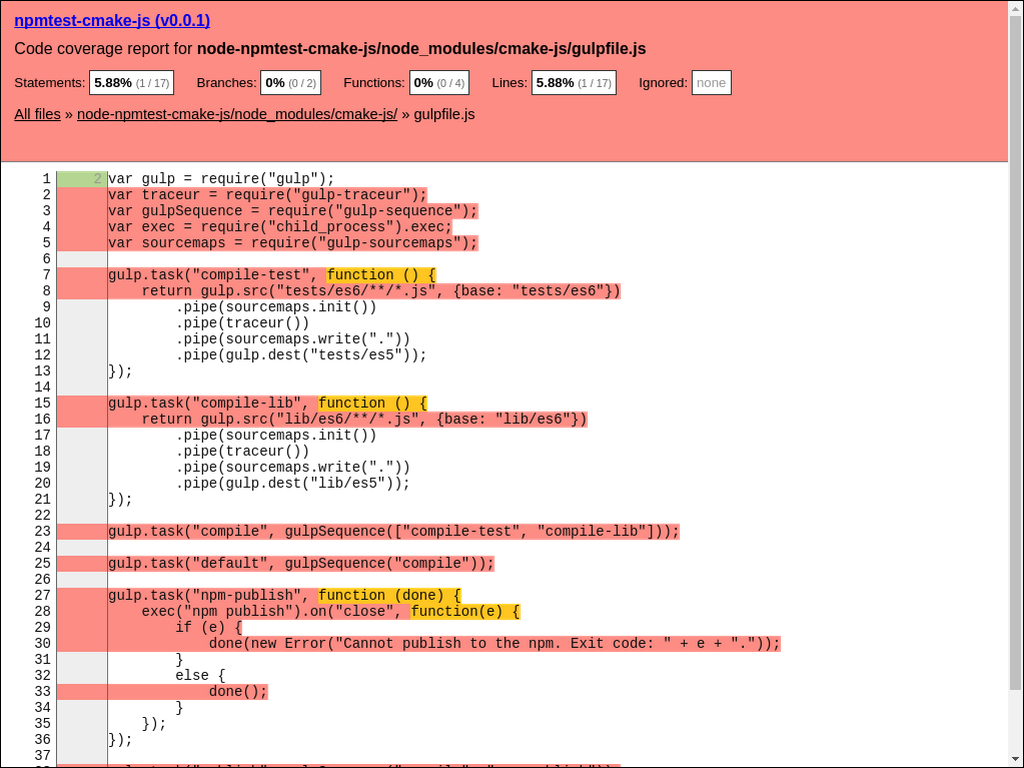 npmtest-cmake-js (v0.0.1)
Code coverage report for node-npmtest-cmake-js/node_modules/cmake-js/gulpfile.js
Statements: 5.88% (1 / 17) Branches: 0% (0 / 2) Functions: 0% (0 / 4) Lines: 5.88% (1 / 17) Ignored: none
All files » node-npmtest-cmake-js/node_modules/cmake-js/ » gulpfile.js
1 2 var gulp = require("gulp");
2 var traceur = require("gulp-traceur");
3 var gulpSequence = require("gulp-sequence");
4 var exec = require("child_process").exec;
5 var sourcemaps = require("gulp-sourcemaps");
6
7 gulp.task("compile-test", function () {
8     return gulp.src("tests/es6/**/*.js", {base: "tests/es6"})
9         .pipe(sourcemaps.init())
10         .pipe(traceur())
11         .pipe(sourcemaps.write("."))
12         .pipe(gulp.dest("tests/es5"));
13 });
14
15 gulp.task("compile-lib", function () {
16     return gulp.src("lib/es6/**/*.js", {base: "lib/es6"})
17         .pipe(sourcemaps.init())
18         .pipe(traceur())
19         .pipe(sourcemaps.write("."))
20         .pipe(gulp.dest("lib/es5"));
21 });
22
23 gulp.task("compile", gulpSequence(["compile-test", "compile-lib"]));
24
25 gulp.task("default", gulpSequence("compile"));
26
27 gulp.task("npm-publish", function (done) {
28     exec("npm publish").on("close", function(e) {
29         if (e) {
30             done(new Error("Cannot publish to the npm. Exit code: " + e + "."));
31         }
32         else {
33             done();
34         }
35     });
36 });
37